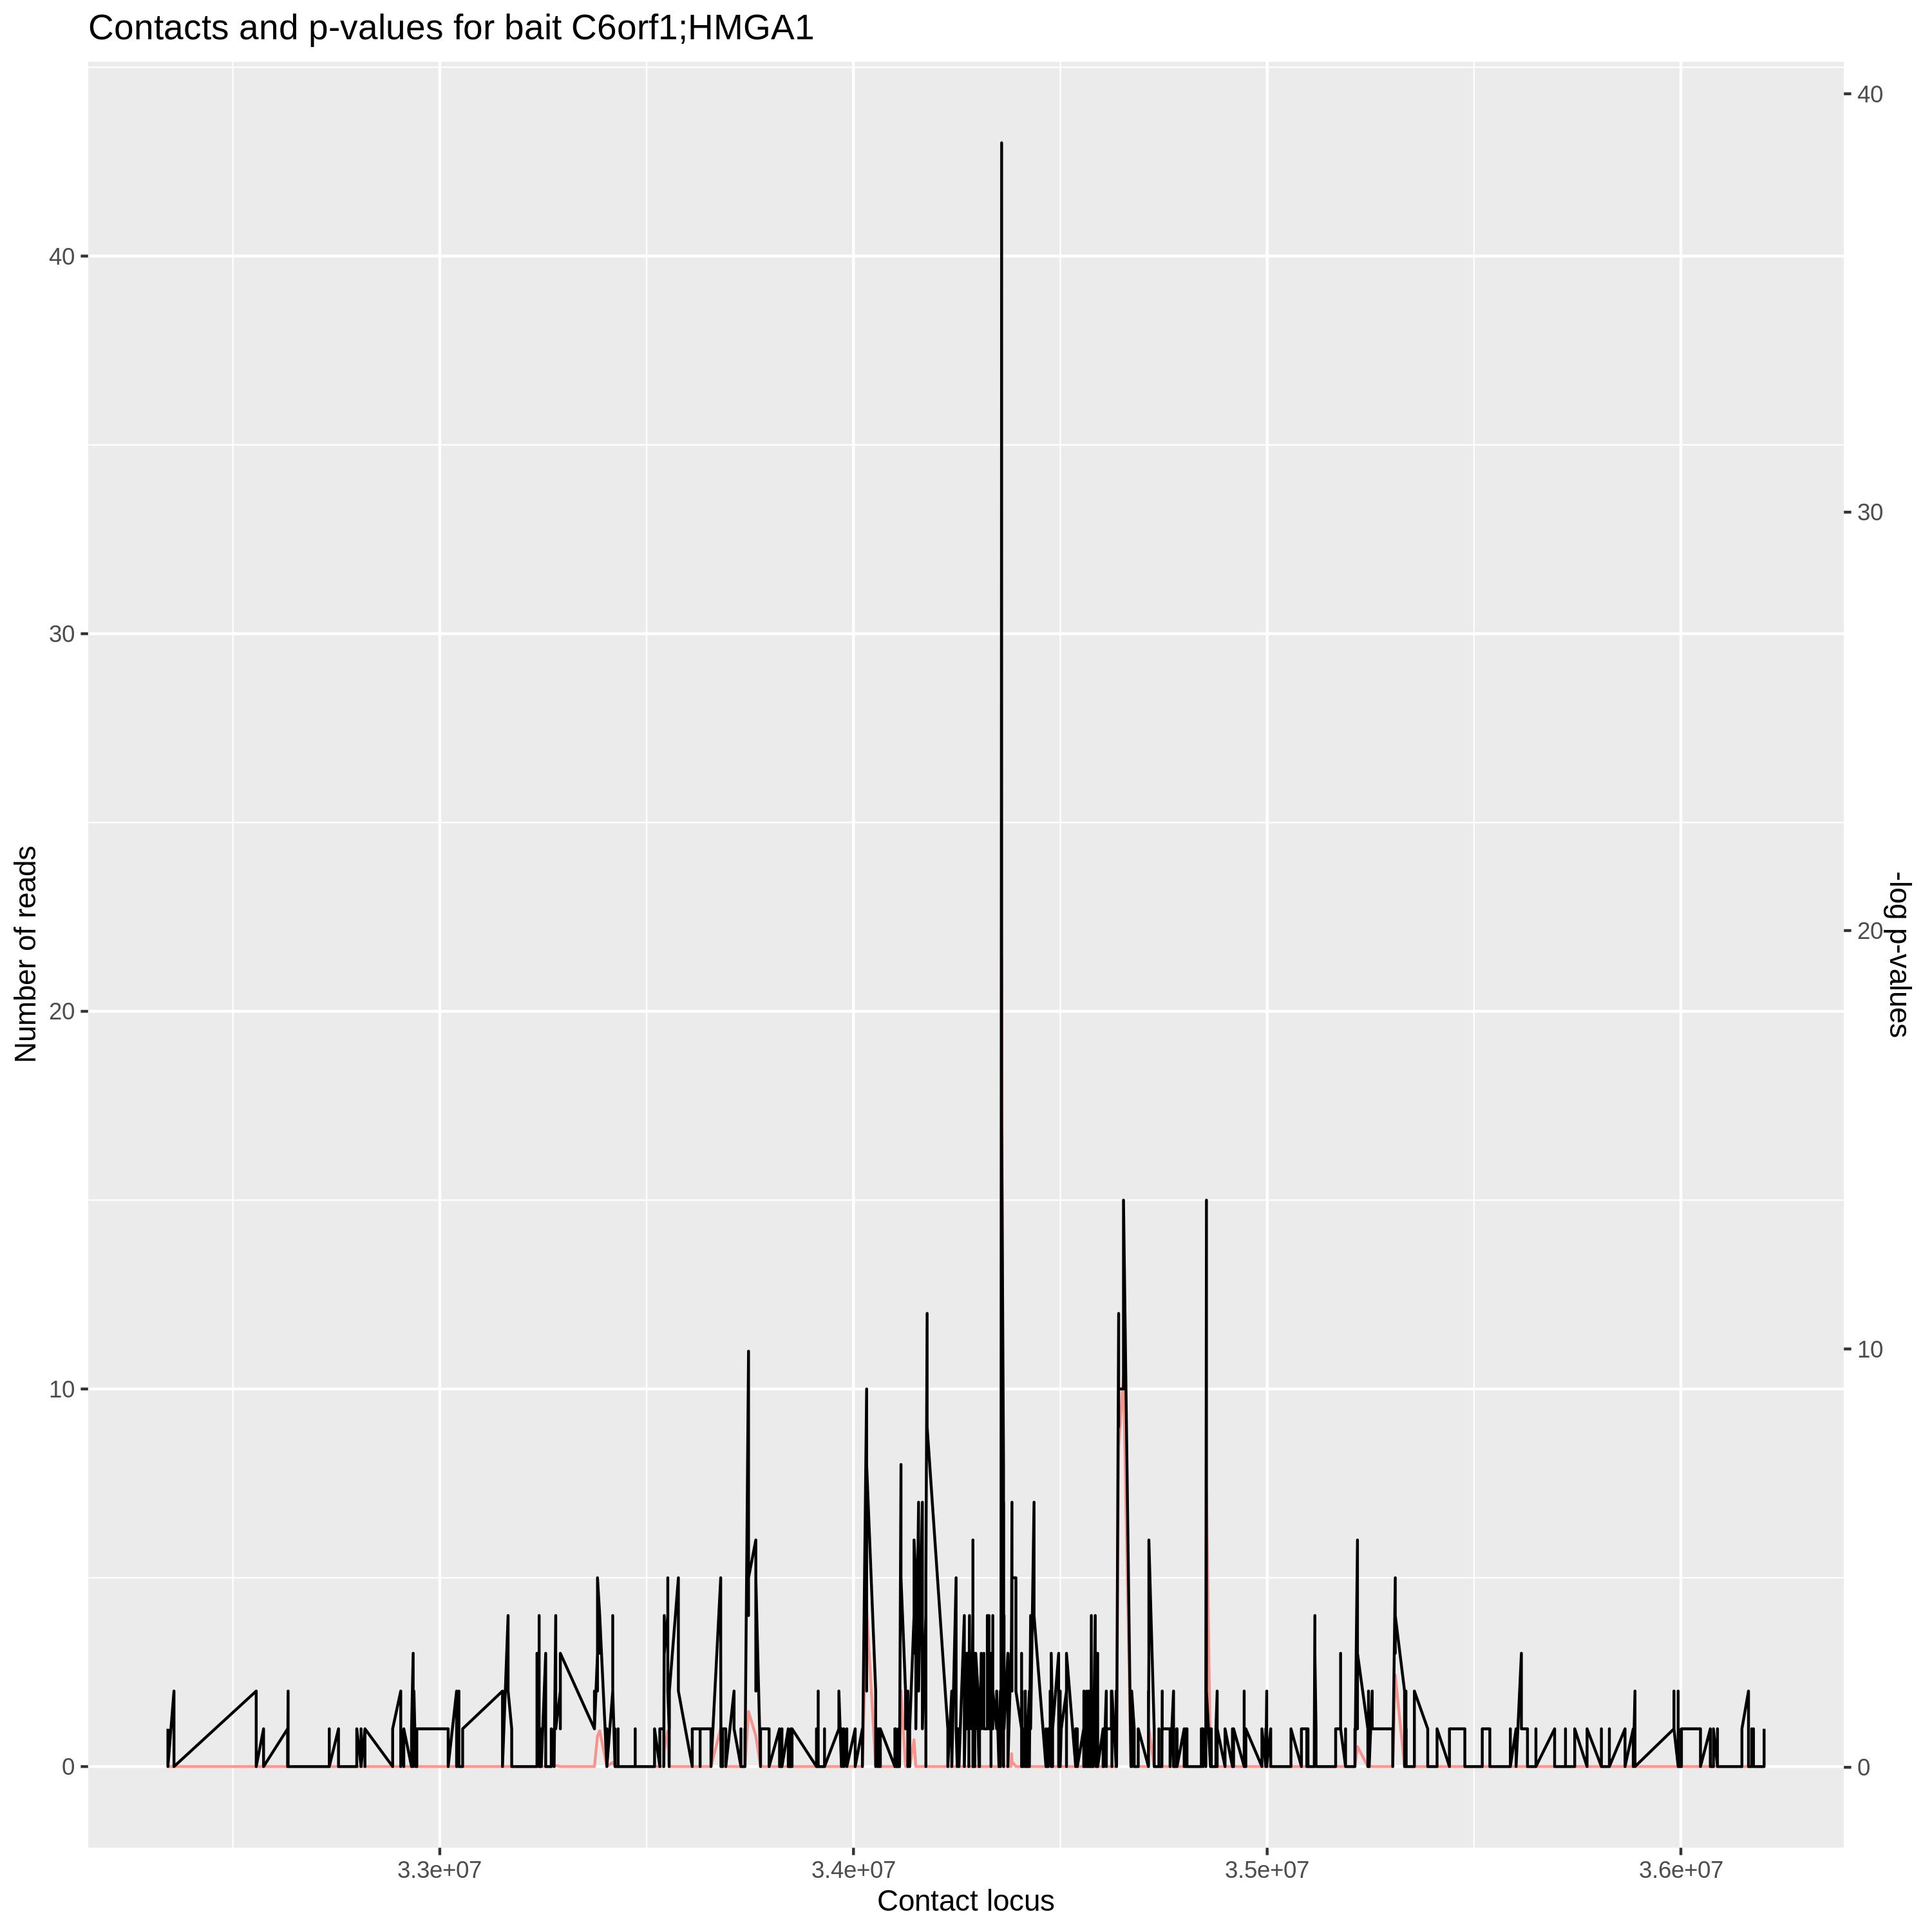 Contacts and p-values for bait C6orf1;HMGA1
Number of reads
40
30
20
10
0
40
30
20
10
0
-log p-values
3.3e+07 3.4e+07 3.5e+07 3.6e+07
Contact locus